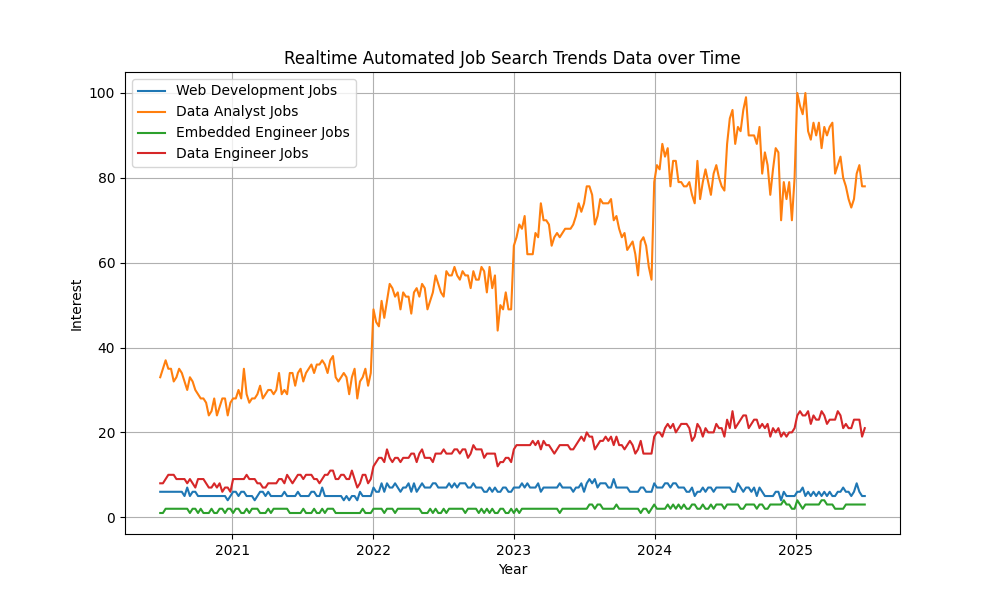 Realtime Automated Job Search Trends Data over Time
Web Development Jobs
Data Analyst Jobs
Embedded Engineer Jobs
Data Engineer Jobs
100
80
60
40
20
0
Interest
2021 2022 2023 2024 2025
Year